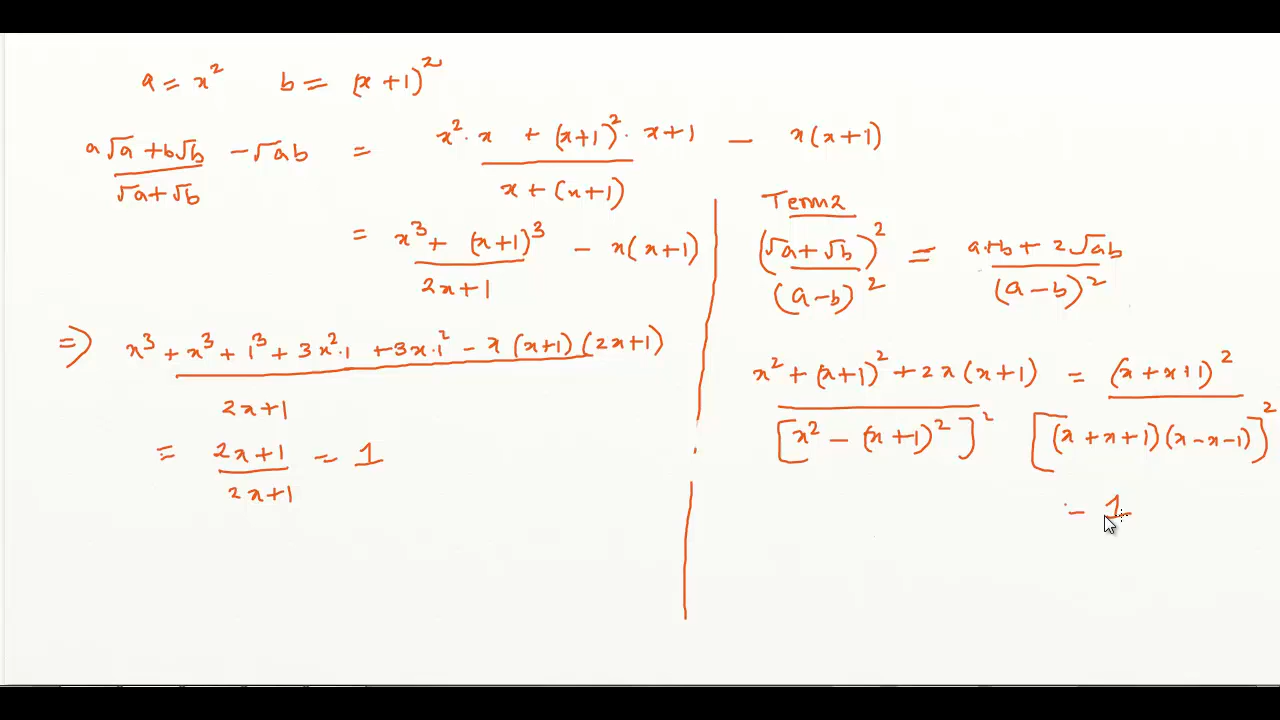 a = x² b = (x+1)²
(a√a + b√b)/(√a + √b) - √ab = (x²·x + (x+1)²·x+1)/(x + (x+1)) - x(x+1)
= (x³ + (x+1)³)/(2x+1) - x(x+1)
⇒ (x³ + x³ + 1³ + 3x²·1 + 3x·1² - x(x+1)(2x+1))/(2x+1)
= (2x+1)/(2x+1) = 1
Term2
(√a + √b)²/(a-b)² = (a+b+2√ab)/(a-b)²
(x² + (x+1)² + 2x(x+1))/[x² - (x+1)²]² = (x+x+1)²/[(x+x+1)(x-x-1)]²
= 1